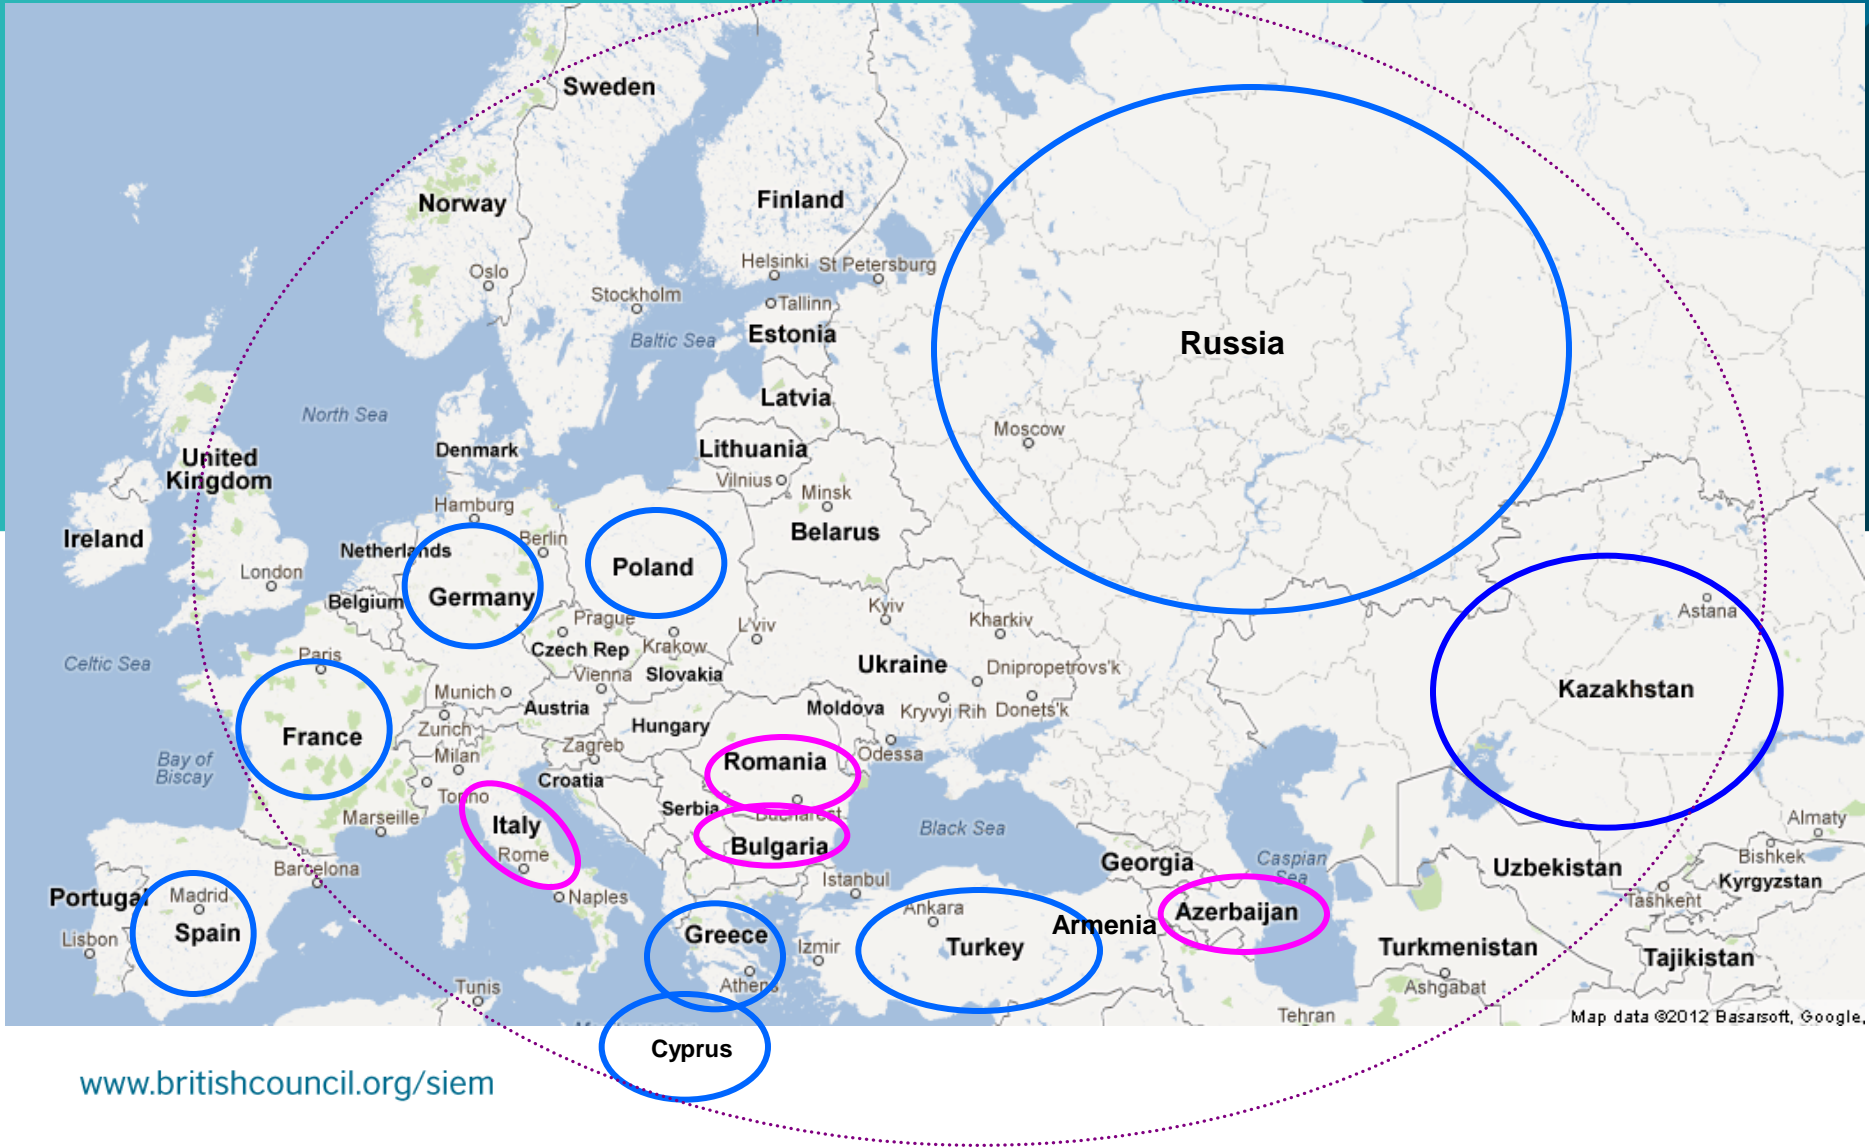 Sweden
Norway
Finland
Oslo
Helsinki
St Petersburg
Stockholm
Tallinn
Baltic Sea
Estonia
Russia
Latvia
North Sea
Moscow
Denmark
Lithuania
United
Kingdom
Vilnius
Minsk
Hamburg
Belarus
Ireland
Netherlands
Berlin
London
Poland
Belgium
Germany
Prague
Kyiv
Astana
L'viv
Kharkiv
Czech Rep
Krakow
Celtic Sea
Paris
Ukraine
Dnipropetrovs'k
Vienna
Slovakia
Munich
Kazakhstan
Austria
Moldova
Kryvyi Rih
Donets'k
Zurich
Hungary
France
Zagreb
Milan
Odessa
Bay of
Biscay
Romania
Croatia
Torino
Serbia
Bucharest
Marseille
Italy
Black Sea
Almaty
Bulgaria
Rome
Georgia
Caspian
Sea
Bishkek
Barcelona
Uzbekistan
Istanbul
Kyrgyzstan
Portugal
Madrid
Naples
Tashkent
Ankara
Azerbaijan
Armenia
Lisbon
Spain
Greece
Izmir
Turkey
Turkmenistan
Tajikistan
Tunis
Athens
Ashgabat
Tehran
Map data ©2012 Basarsoft, Google,
Cyprus
www.britishcouncil.org/siem